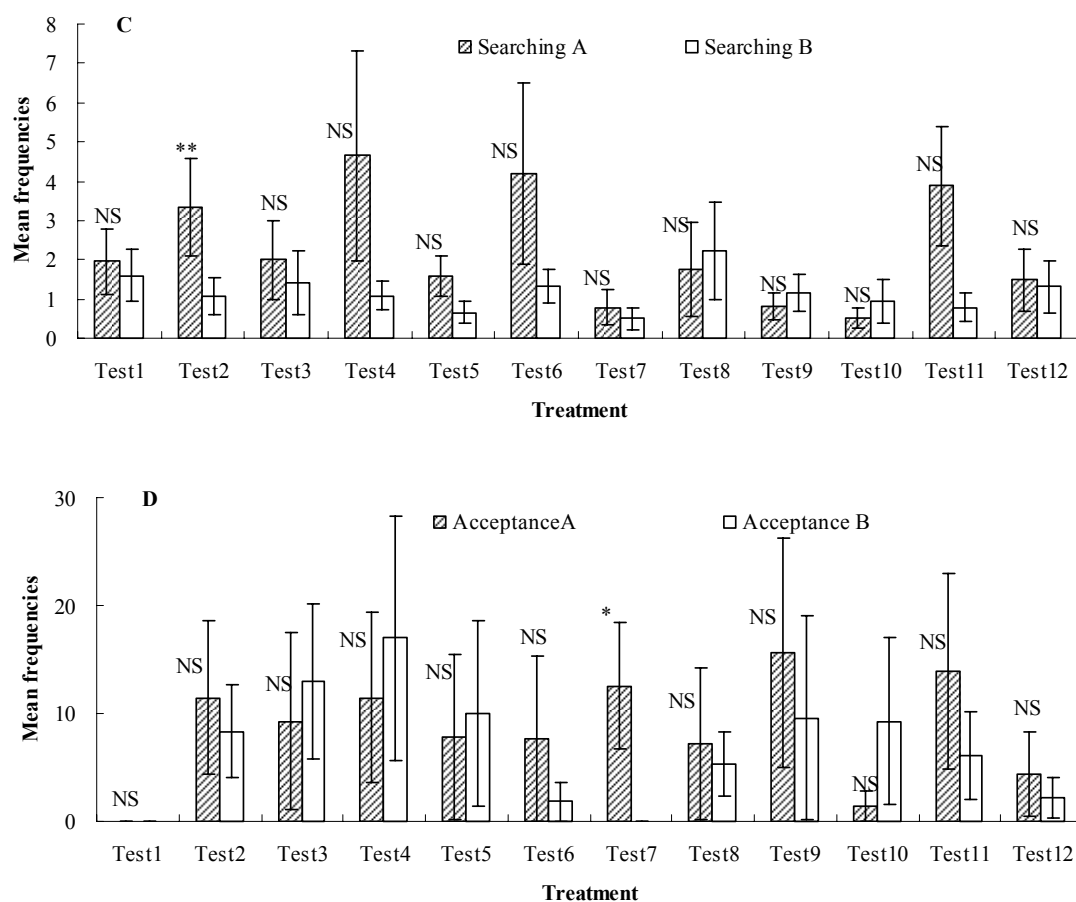 C
Searching A Searching B
Mean frequencies
8
7
6
5
4
3
2
1
0
NS ** NS NS NS NS NS NS NS NS NS NS
Test1 Test2 Test3 Test4 Test5 Test6 Test7 Test8 Test9 Test10 Test11 Test12
Treatment
D
AcceptanceA Acceptance B
Mean frequencies
30
20
10
0
NS NS NS NS NS NS * NS NS NS NS NS
Test1 Test2 Test3 Test4 Test5 Test6 Test7 Test8 Test9 Test10 Test11 Test12
Treatment